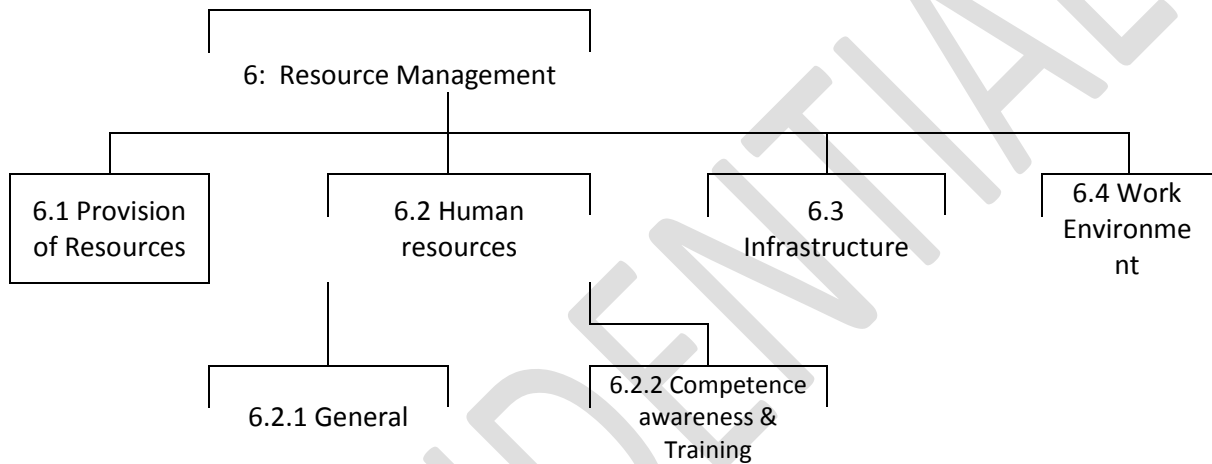 6:  Resource Management
6.1 Provision
of Resources
6.2 Human
resources
6.3
Infrastructure
6.4 Work
Environme
nt
6.2.1 General
6.2.2 Competence
awareness &
Training
IDENTIAL